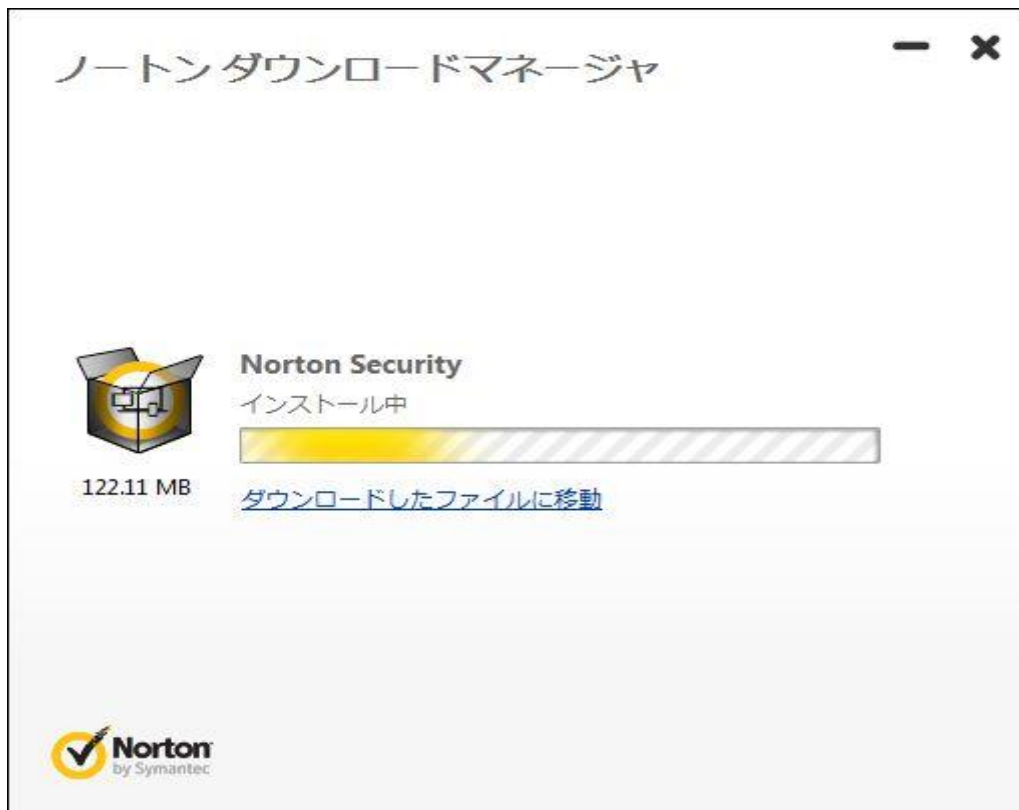 ノートン ダウンロードマネージャ
Norton Security
インストール中
122.11 MB
ダウンロードしたファイルに移動
Norton
by Symantec